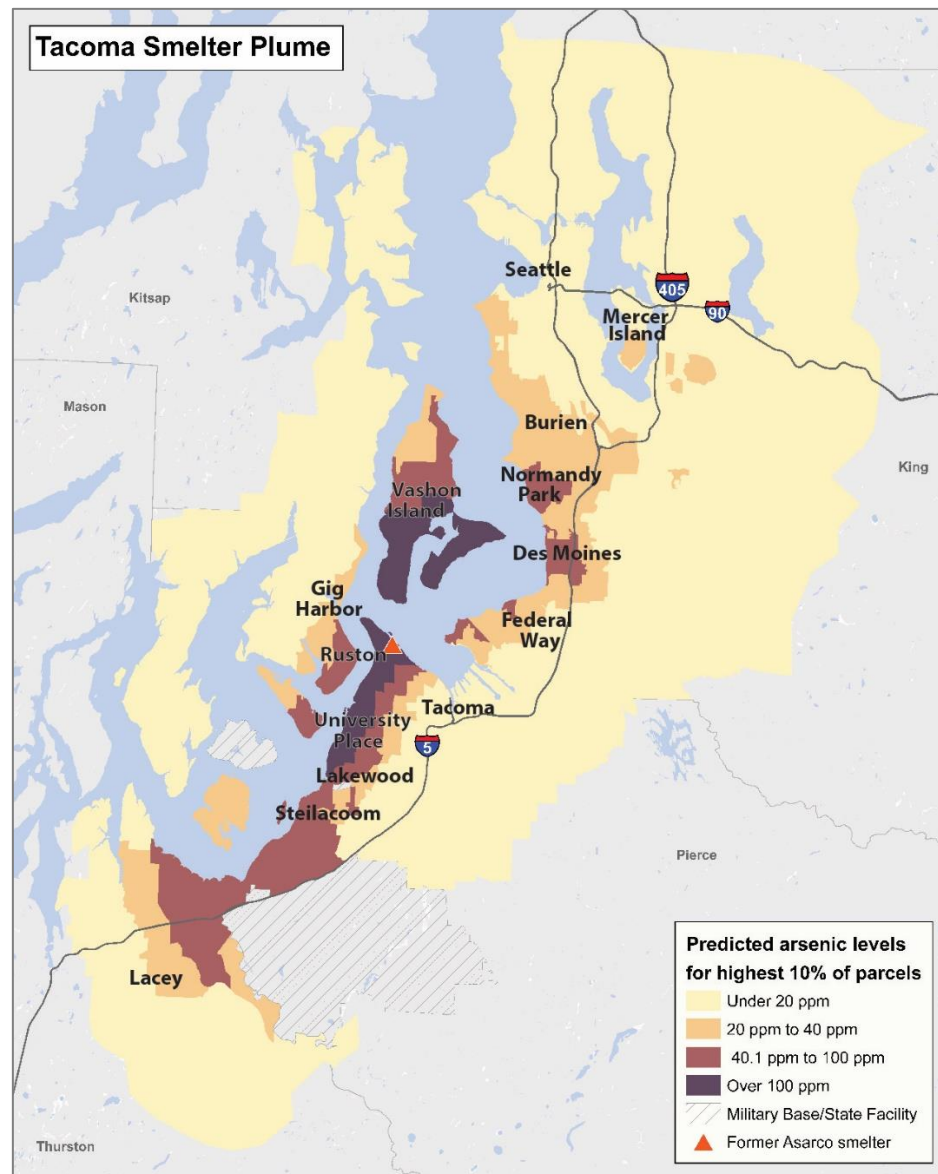 Tacoma Smelter Plume
Seattle
405
90
Kitsap
Mercer
Island
Mason
Burien
King
Normandy
Park
Vashon
Island
Des Moines
Gig
Harbor
Federal
Way
Ruston
Tacoma
University
Place
5
Lakewood
Steilacoom
Pierce
Lacey
Thurston
Predicted arsenic levels
for highest 10% of parcels
Under 20 ppm
20 ppm to 40 ppm
40.1 ppm to 100 ppm
Over 100 ppm
Military Base/State Facility
Former Asarco smelter